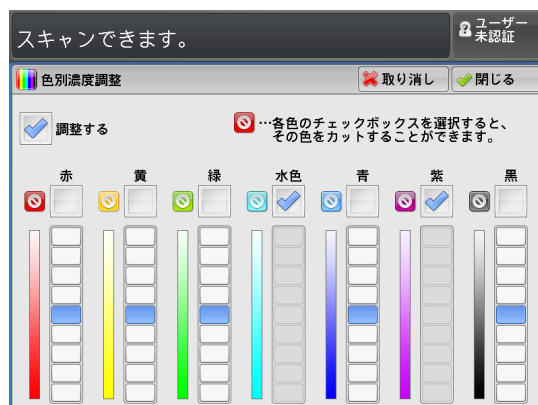 スキャンできます。
ユーザー
未認証
色別濃度調整
取り消し
閉じる
調整する
…各色のチェックボックスを選択すると、
その色をカットすることができます。
赤 黄 緑 水色 青 紫 黒